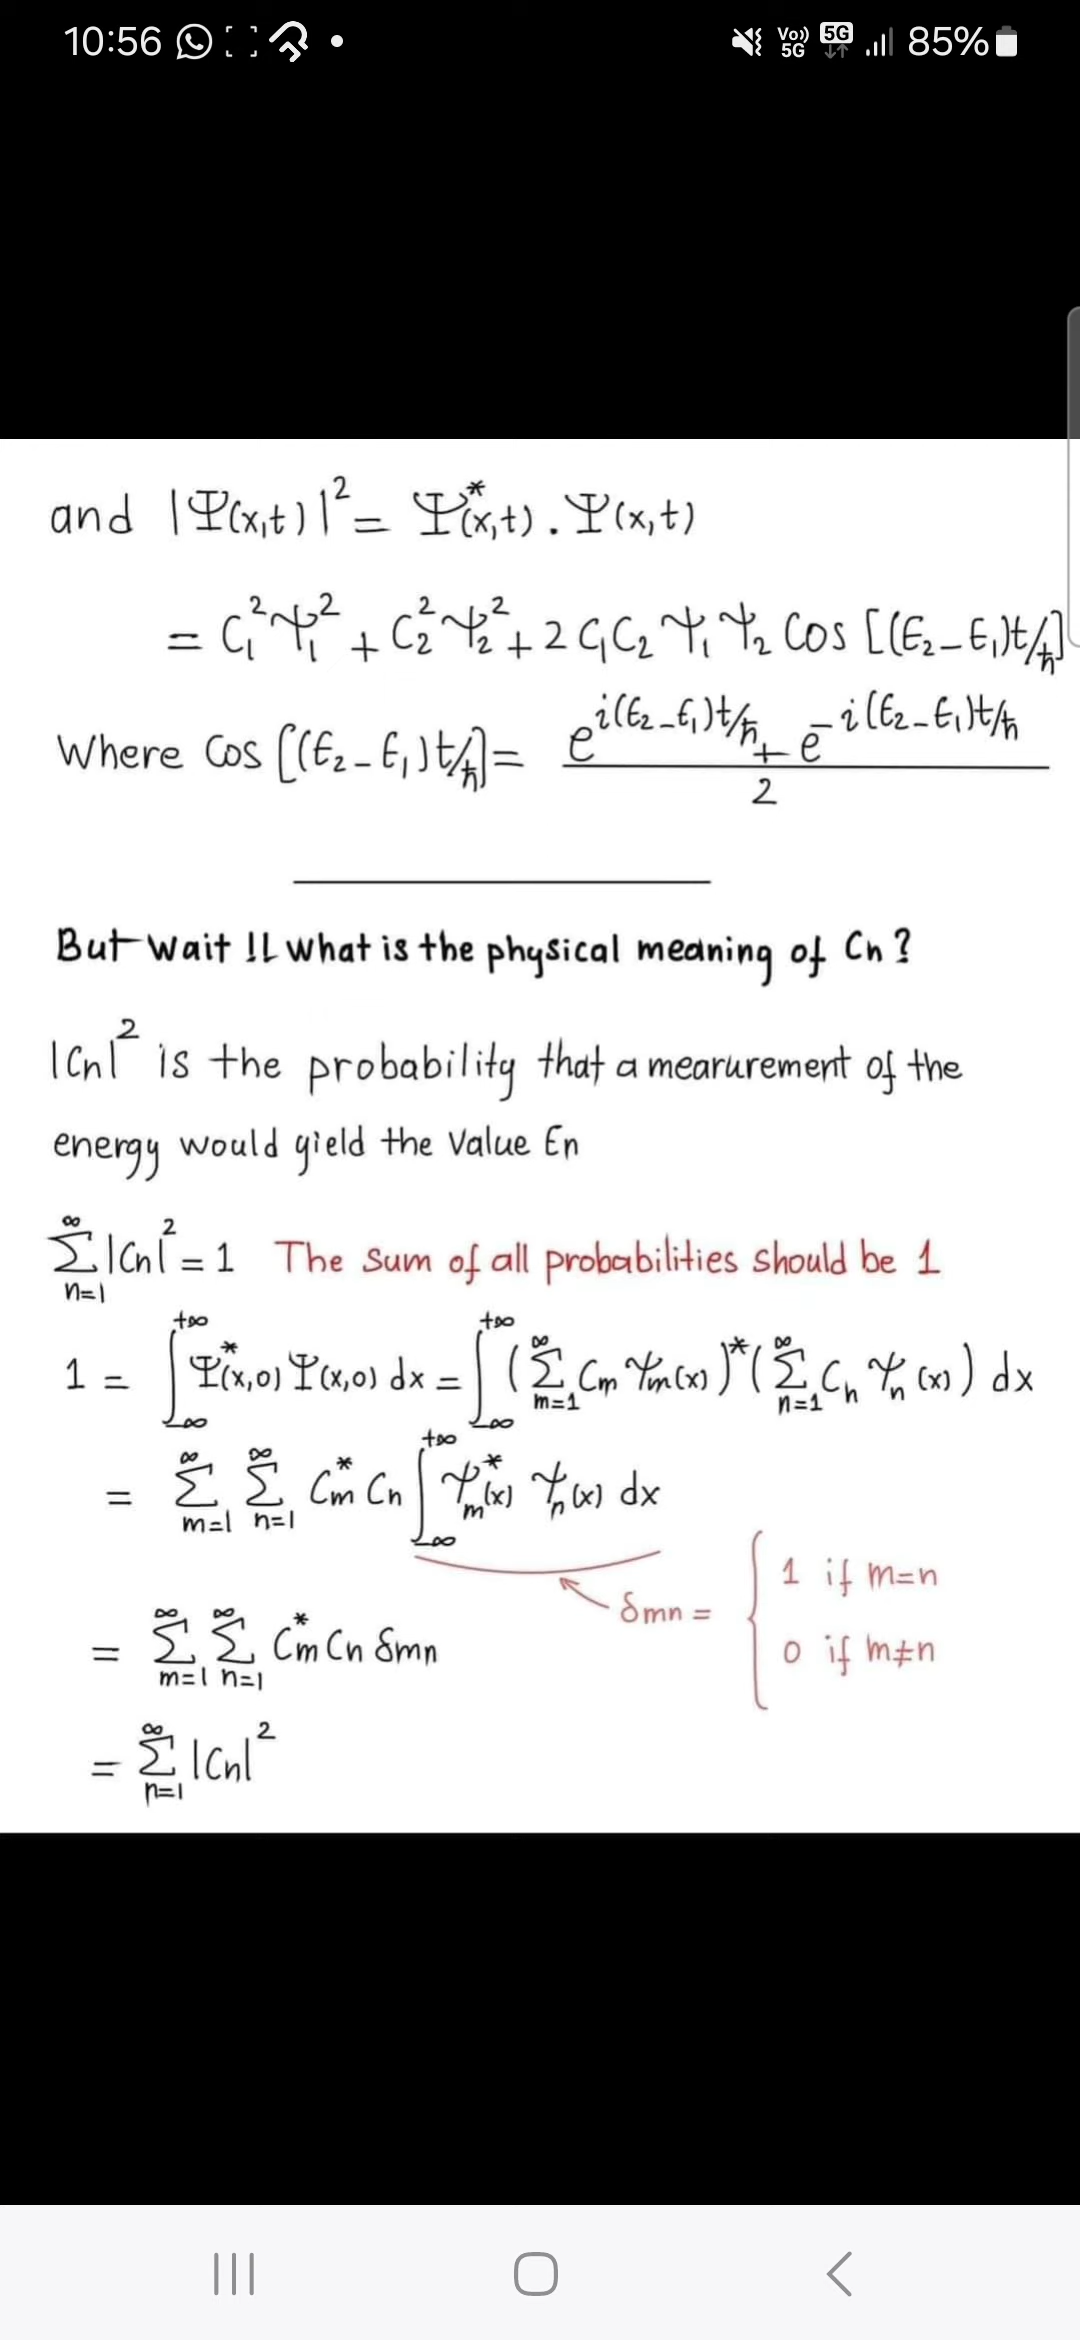 10:56 Vo)) 5G 5G 85%
and |Ψ(x,t)|² = Ψ*(x,t) . Ψ(x,t)
= C₁²ψ₁² + C₂²ψ₂² + 2C₁C₂ψ₁ψ₂ Cos [(E₂-E₁)t/ħ]
Where Cos [(E₂-E₁)t/ħ] = (e^{i(E₂-E₁)t/ħ} + e^{-i(E₂-E₁)t/ħ}) / 2
But wait !! what is the physical meaning of Cn?
|Cn|² is the probability that a mearurement of the
energy would yield the Value En
∑_{n=1}^{∞} |Cn|² = 1 The sum of all probabilities should be 1
1 = ∫_{-∞}^{+∞} Ψ*(x,0) Ψ(x,0) dx = ∫_{-∞}^{+∞} (∑_{m=1}^{∞} Cm ψm(x))* (∑_{n=1}^{∞} Cn ψn(x)) dx
= ∑_{m=1}^{∞} ∑_{n=1}^{∞} Cm* Cn ∫_{-∞}^{+∞} ψm*(x) ψn(x) dx
δmn = { 1 if m=n
0 if m≠n
= ∑_{m=1}^{∞} ∑_{n=1}^{∞} Cm* Cn δmn
= ∑_{n=1}^{∞} |Cn|²